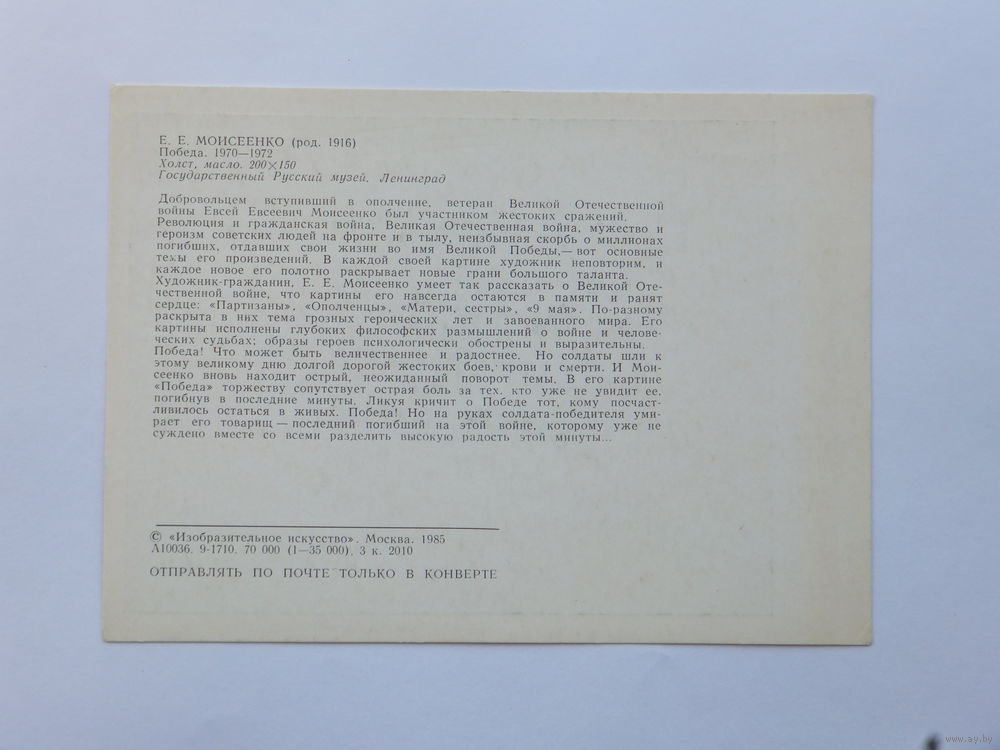 Е. Е. МОИСЕЕНКО (род. 1916)
Победа. 1970—1972
Холст, масло. 200×150
Государственный Русский музей. Ленинград
Добровольцем вступивший в ополчение, ветеран Великой Отечественной
войны Евсей Евсеевич Моисеенко был участником жестоких сражений.
Революция и гражданская война, Великая Отечественная война, мужество и
героизм советских людей на фронте и в тылу, неизбывная скорбь о миллионах
погибших, отдавших свои жизни во имя Великой Победы,— вот основные
темы его произведений. В каждой своей картине художник неповторим, и
каждое новое его полотно раскрывает новые грани большого таланта.
Художник-гражданин, Е. Е. Моисеенко умеет так рассказать о Великой Оте-
чественной войне, что картины его навсегда остаются в памяти и ранят
сердце: «Партизаны», «Ополченцы», «Матери, сестры», «9 мая». По-разному
раскрыта в них тема грозных героических лет и завоеванного мира. Его
картины исполнены глубоких философских размышлений о войне и челове-
ческих судьбах; образы героев психологически обострены и выразительны.
Победа! Что может быть величественнее и радостнее. Но солдаты шли к
этому великому дню долгой дорогой жестоких боев, крови и смерти. И Мои-
сеенко вновь находит острый, неожиданный поворот темы. В его картине
«Победа» торжеству сопутствует острая боль за тех, кто уже не увидит ее,
погибнув в последние минуты. Ликуя кричит о Победе тот, кому посчаст-
ливилось остаться в живых. Победа! Но на руках солдата-победителя уми-
рает его товарищ — последний погибший на этой войне, которому уже не
суждено вместе со всеми разделить высокую радость этой минуты...
© «Изобразительное искусство». Москва. 1985
А10036. 9-1710. 70 000 (1—35 000). 3 к. 2010
ОТПРАВЛЯТЬ ПО ПОЧТЕ ТОЛЬКО В КОНВЕРТЕ
www.ay.by